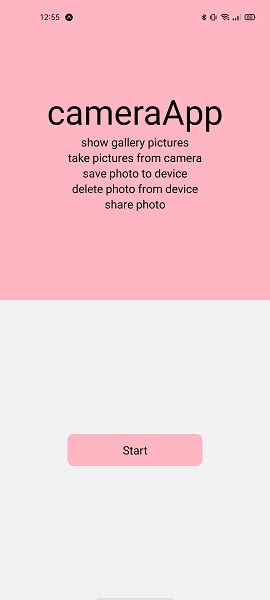 12:55
cameraApp
show gallery pictures
take pictures from camera
save photo to device
delete photo from device
share photo
Start